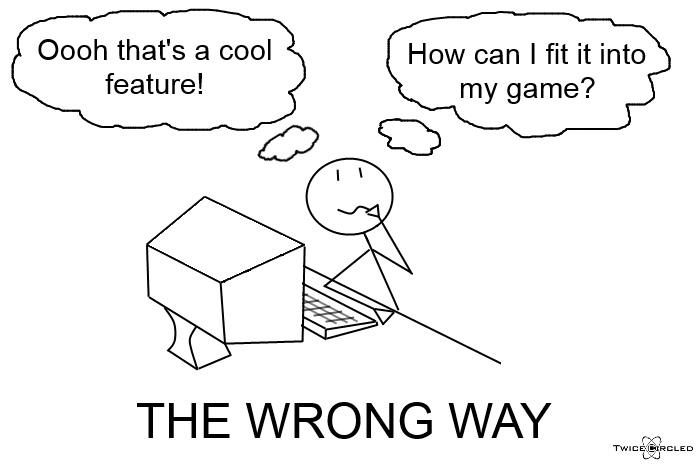 Oooh that's a cool
feature!
How can I fit it into
my game?
THE WRONG WAY
TWICE CIRCLED